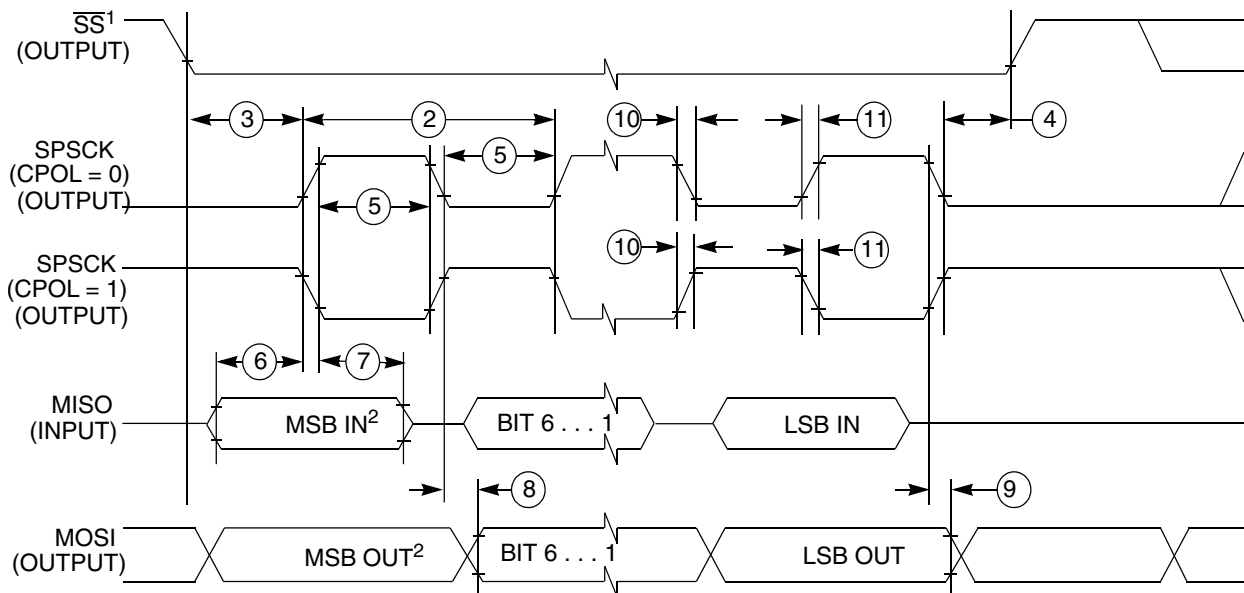 SS¹
(OUTPUT)
3
2
10
11
4
SPSCK
(CPOL = 0)
(OUTPUT)
5
5
SPSCK
(CPOL = 1)
(OUTPUT)
10
11
6
7
MISO
(INPUT)
MSB IN²
BIT 6 . . . 1
LSB IN
8
9
MOSI
(OUTPUT)
MSB OUT²
BIT 6 . . . 1
LSB OUT